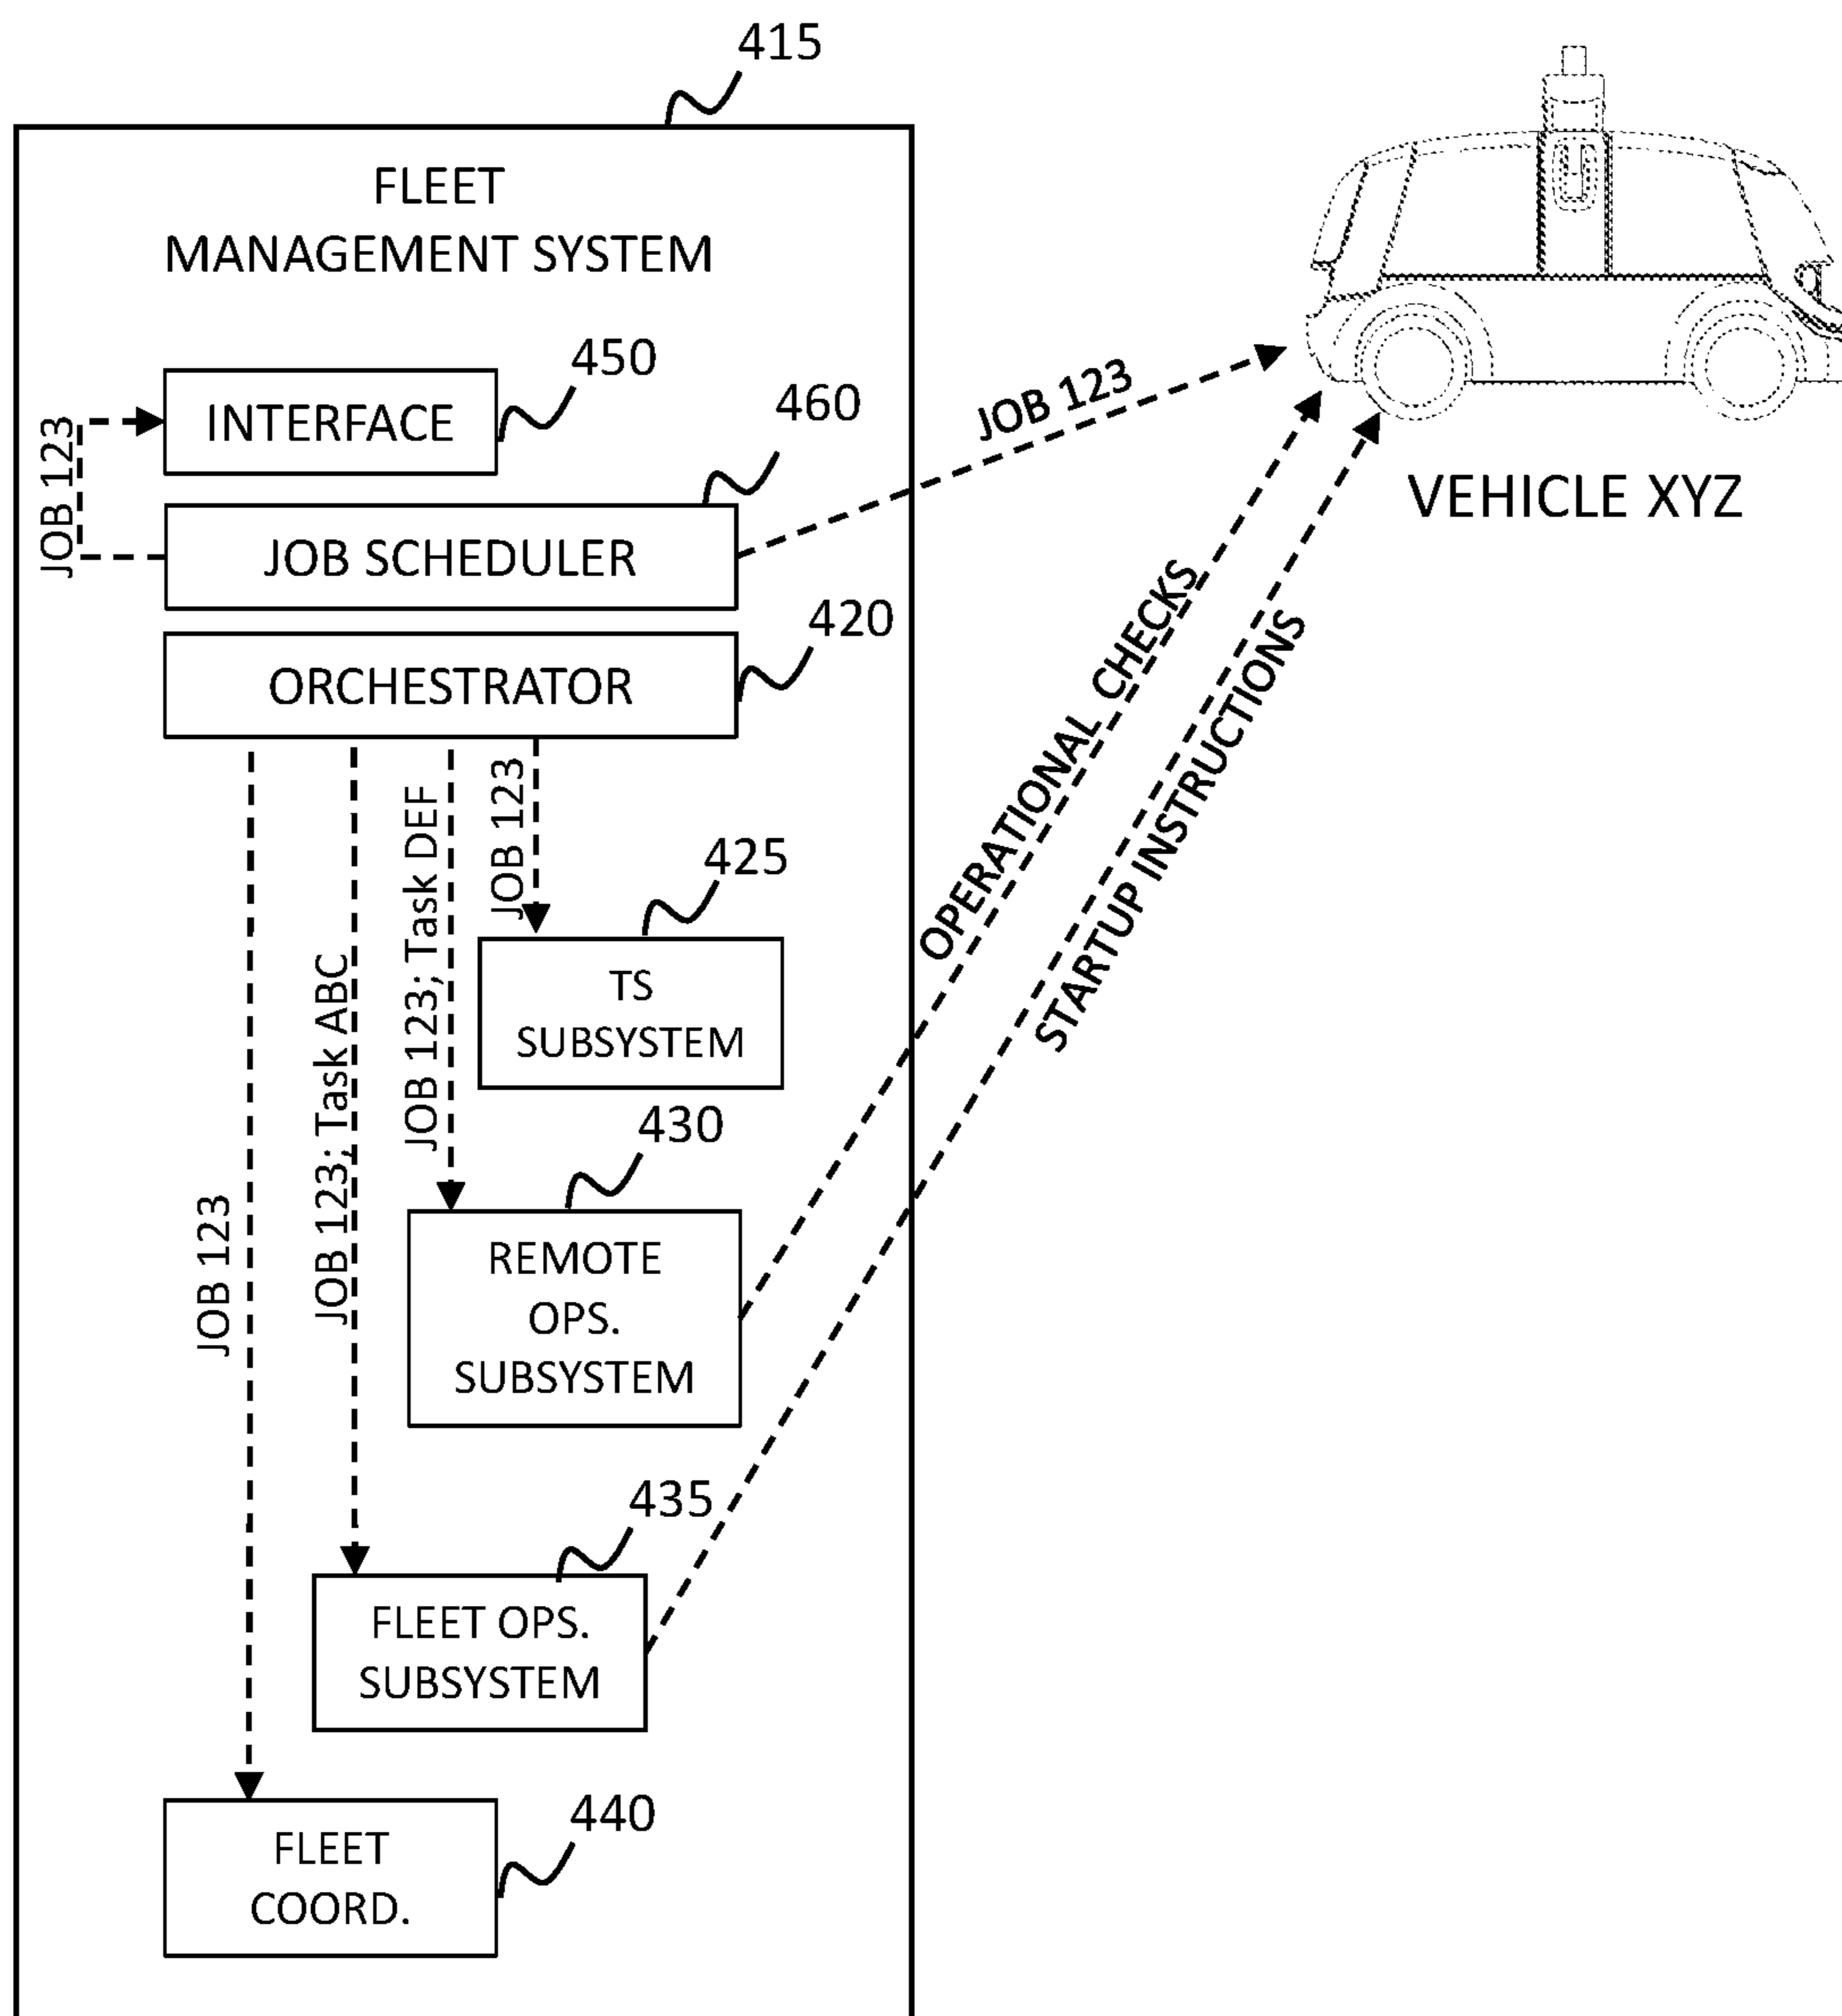 415
FLEET
MANAGEMENT SYSTEM
450
INTERFACE
460
JOB 123
JOB 123
VEHICLE XYZ
JOB SCHEDULER
420
ORCHESTRATOR
OPERATIONAL CHECKS
STARTUP INSTRUCTIONS
JOB 123
JOB 123; Task ABC
JOB 123; Task DEF
JOB 123
425
TS
SUBSYSTEM
430
REMOTE
OPS.
SUBSYSTEM
435
FLEET OPS.
SUBSYSTEM
440
FLEET
COORD.